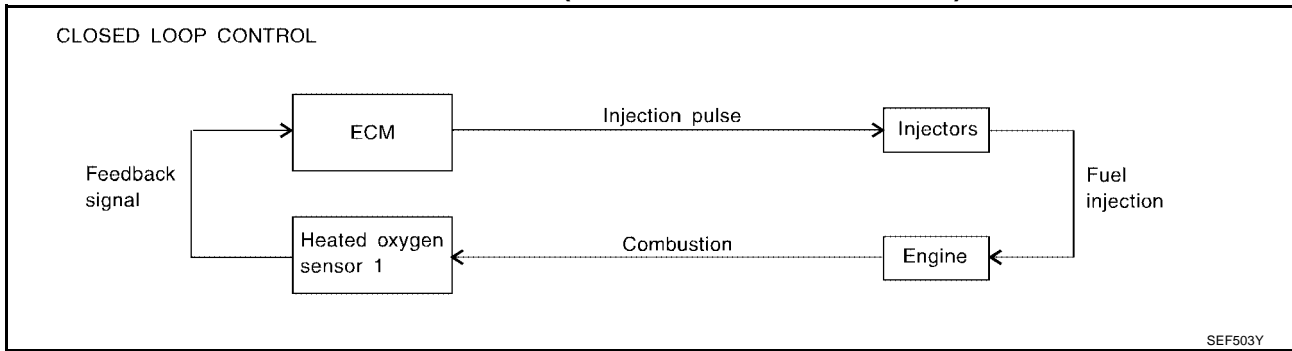 CLOSED LOOP CONTROL
ECM
Injection pulse
Injectors
Feedback
signal
Fuel
injection
Heated oxygen
sensor 1
Combustion
Engine
SEF503Y